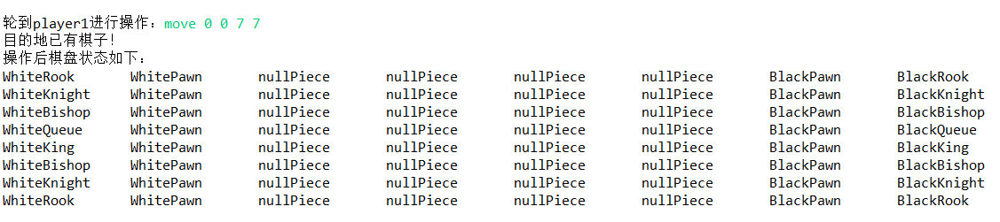 轮到player1进行操作：move 0 0 7 7
目的地已有棋子！
操作后棋盘状态如下：
WhiteRook WhitePawn nullPiece nullPiece nullPiece nullPiece BlackPawn BlackRook
WhiteKnight WhitePawn nullPiece nullPiece nullPiece nullPiece BlackPawn BlackKnight
WhiteBishop WhitePawn nullPiece nullPiece nullPiece nullPiece BlackPawn BlackBishop
WhiteQueue WhitePawn nullPiece nullPiece nullPiece nullPiece BlackPawn BlackQueue
WhiteKing WhitePawn nullPiece nullPiece nullPiece nullPiece BlackPawn BlackKing
WhiteBishop WhitePawn nullPiece nullPiece nullPiece nullPiece BlackPawn BlackBishop
WhiteKnight WhitePawn nullPiece nullPiece nullPiece nullPiece BlackPawn BlackKnight
WhiteRook WhitePawn nullPiece nullPiece nullPiece nullPiece BlackPawn BlackRook